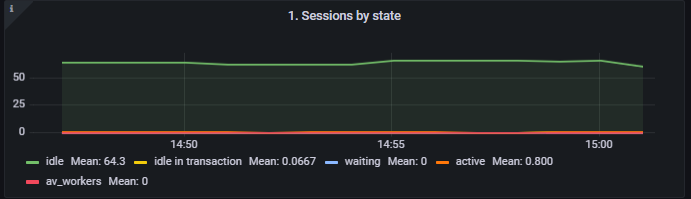 i
1. Sessions by state
50
25
0
14:50 14:55 15:00
idle Mean: 64.3 idle in transaction Mean: 0.0667 waiting Mean: 0 active Mean: 0.800
av_workers Mean: 0